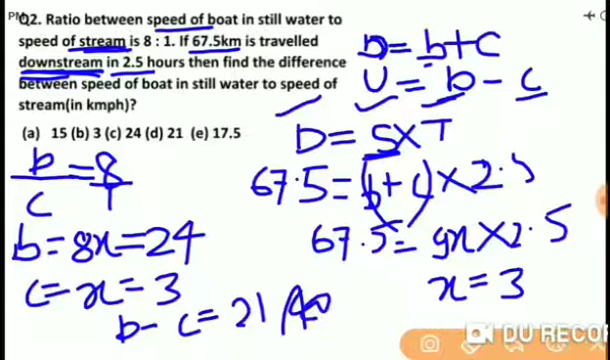 PM
Q2. Ratio between speed of boat in still water to
speed of stream is 8 : 1. If 67.5km is travelled
downstream in 2.5 hours then find the difference
between speed of boat in still water to speed of
stream(in kmph)?
(a) 15 (b) 3 (c) 24 (d) 21 (e) 17.5
D = b + c
U = b - c
D = S × T
b/c = 8/1
67.5 = (b + c) × 2.5
b = 8x = 24
67.5 = 9x × 2.5
c = x = 3
x = 3
b - c = 21
DU RECO